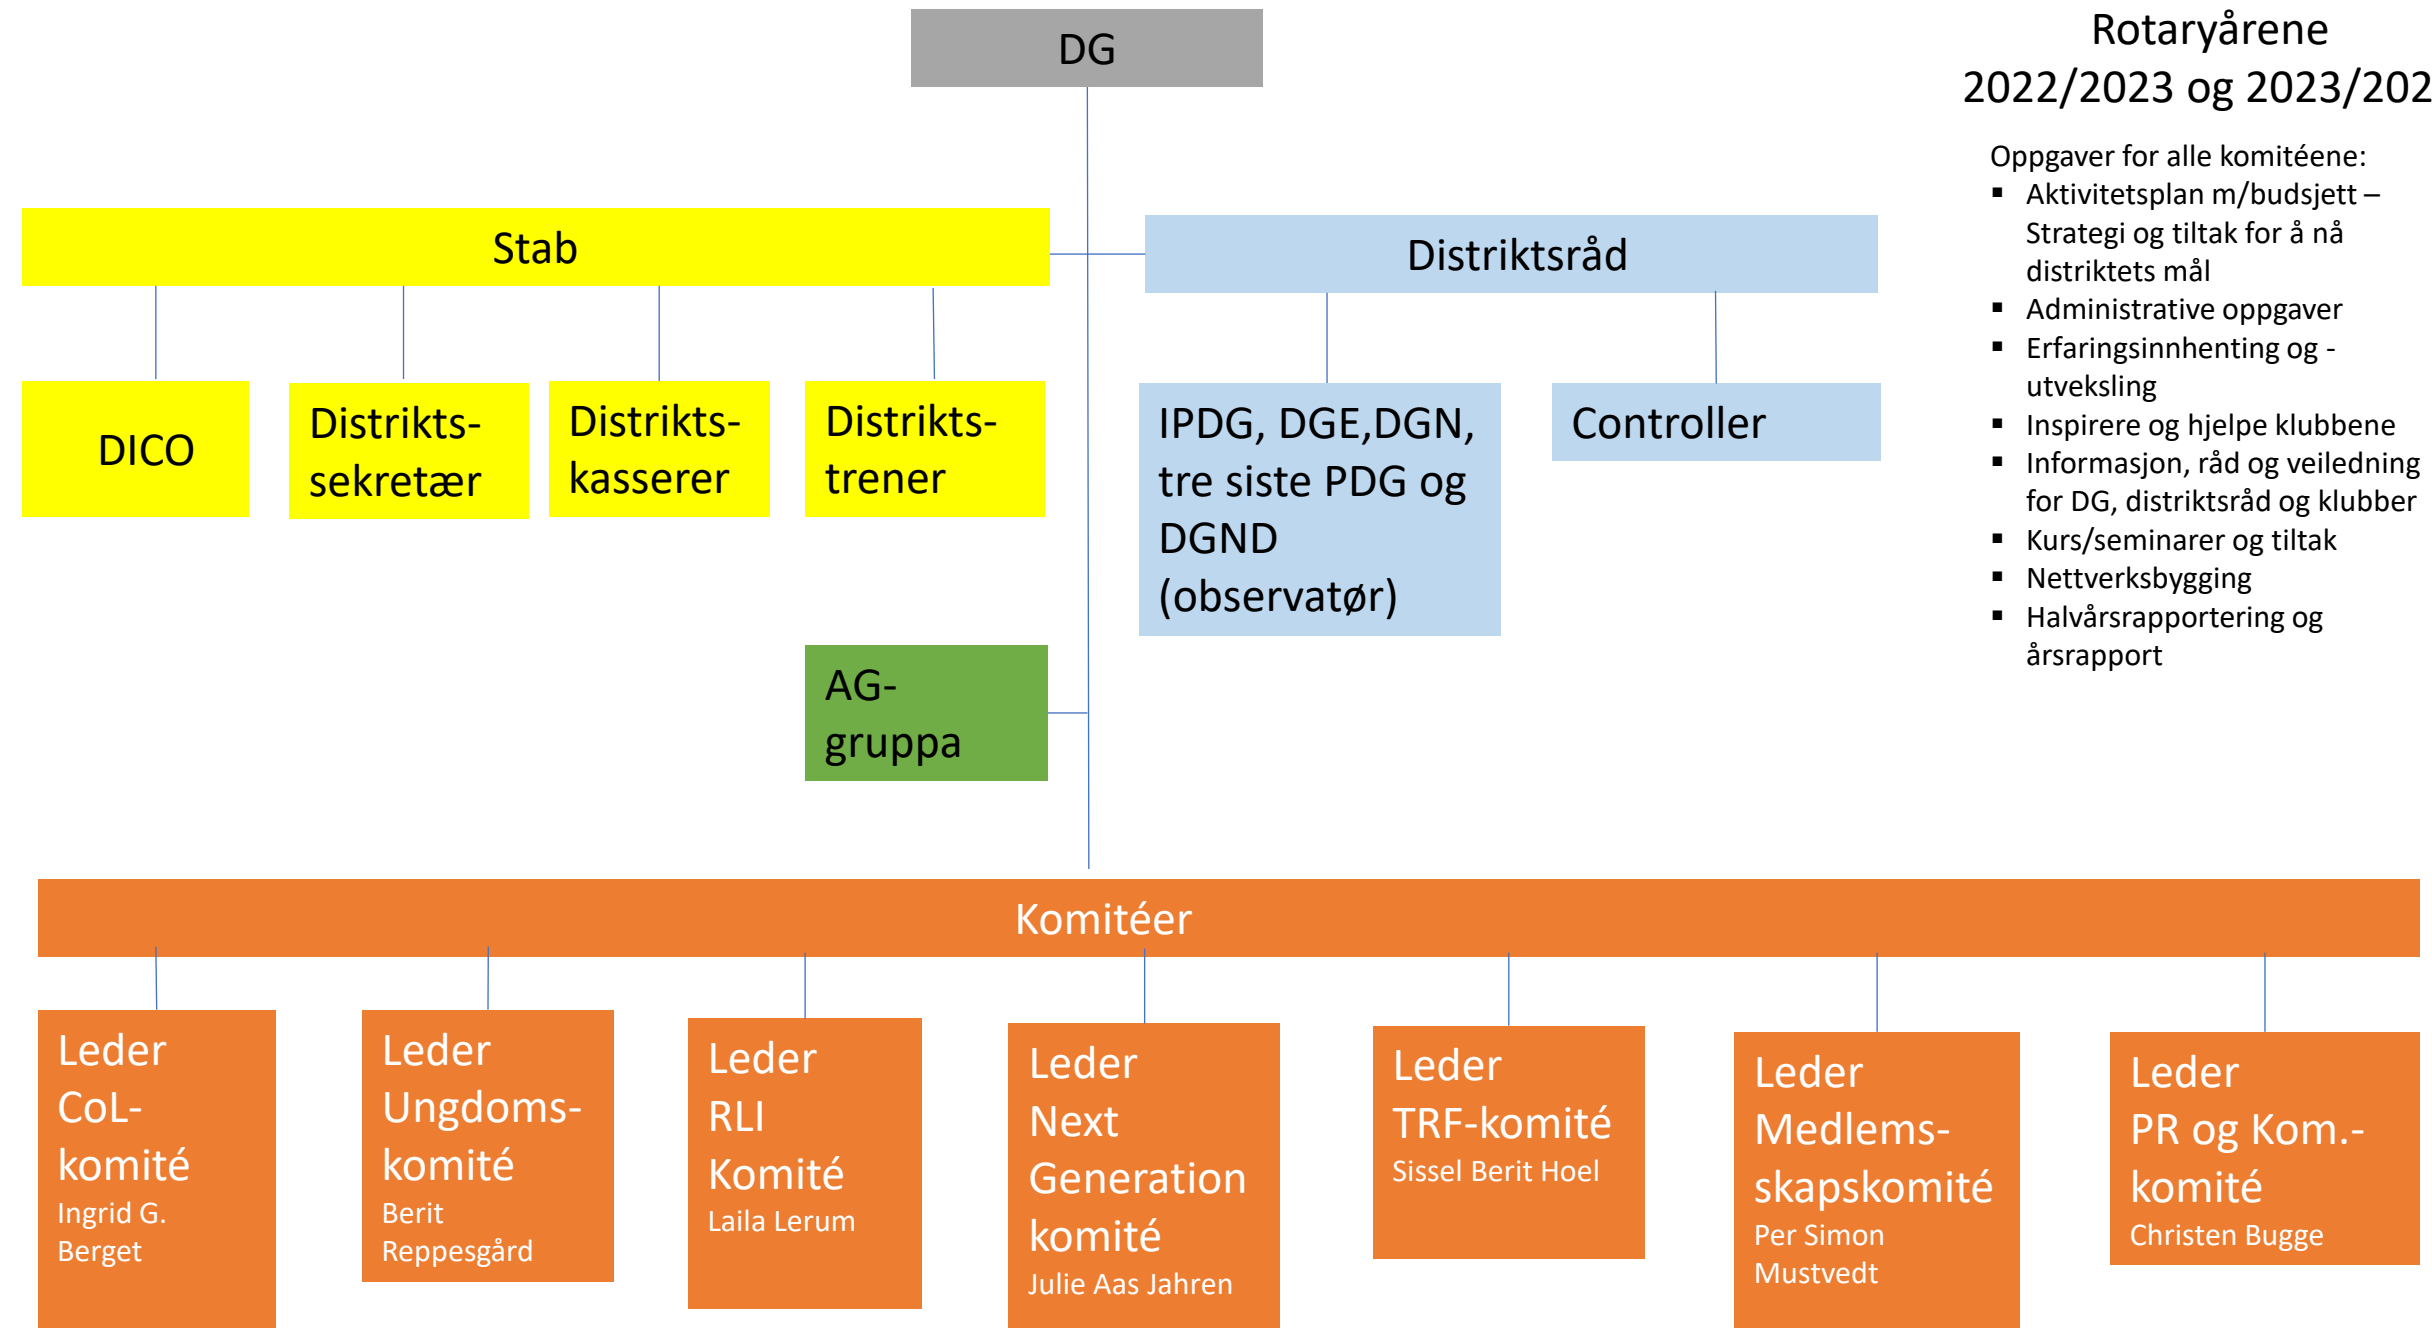 DG
Rotaryårene
2022/2023 og 2023/202
Oppgaver for alle komitéene:
▪ Aktivitetsplan m/budsjett –
Strategi og tiltak for å nå
distriktets mål
▪ Administrative oppgaver
▪ Erfaringsinnhenting og -
utveksling
▪ Inspirere og hjelpe klubbene
▪ Informasjon, råd og veiledning
for DG, distriktsråd og klubber
▪ Kurs/seminarer og tiltak
▪ Nettverksbygging
▪ Halvårsrapportering og
årsrapport
Stab
Distriktsråd
DICO
Distrikts-
sekretær
Distrikts-
kasserer
Distrikts-
trener
IPDG, DGE,DGN,
tre siste PDG og
DGND
(observatør)
Controller
AG-
gruppa
Komitéer
Leder
CoL-
komité
Ingrid G.
Berget
Leder
Ungdoms-
komité
Berit
Reppesgård
Leder
RLI
Komité
Laila Lerum
Leder
Next
Generation
komité
Julie Aas Jahren
Leder
TRF-komité
Sissel Berit Hoel
Leder
Medlems-
skapskomité
Per Simon
Mustvedt
Leder
PR og Kom.-
komité
Christen Bugge